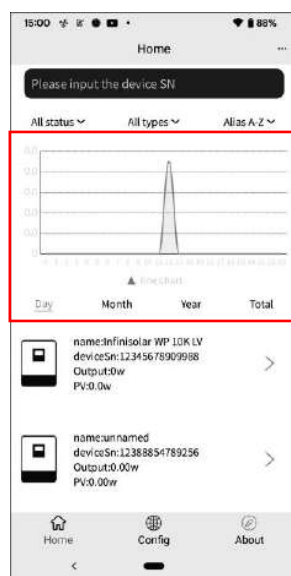 15:00 88%
Home ...
Please input the device SN
All status All types Alias A-Z
line chart
Day Month Year Total
name:Infinisolar WP 10K LV
deviceSn:12345678909988
Output:0w
PV:0.0w
name:unnamed
deviceSn:12388854789256
Output:0.00w
PV:0.00w
Home Config About